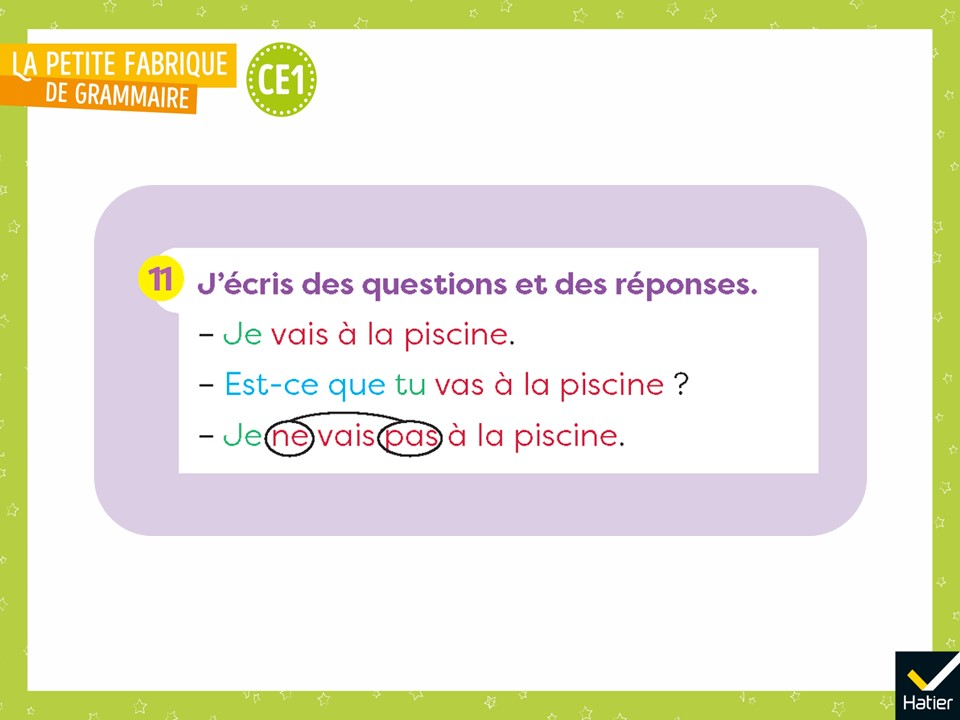 LA PETITE FABRIQUE
DE GRAMMAIRE
CE1
11 J'écris des questions et des réponses.
– Je vais à la piscine.
– Est-ce que tu vas à la piscine ?
– Je ne vais pas à la piscine.
Hatier